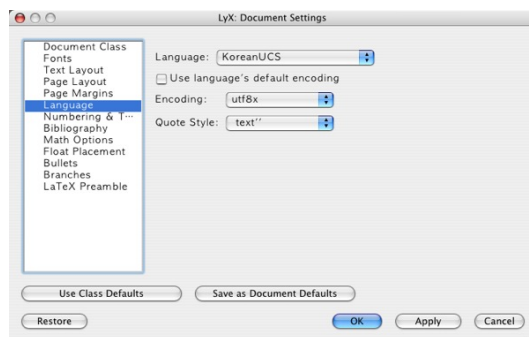 LyX: Document Settings
Document Class
Fonts
Text Layout
Page Layout
Page Margins
Language
Numbering & T···
Bibliography
Math Options
Float Placement
Bullets
Branches
LaTeX Preamble
Language: KoreanUCS
Use language's default encoding
Encoding: utf8x
Quote Style: text''
Use Class Defaults Save as Document Defaults
Restore OK Apply Cancel